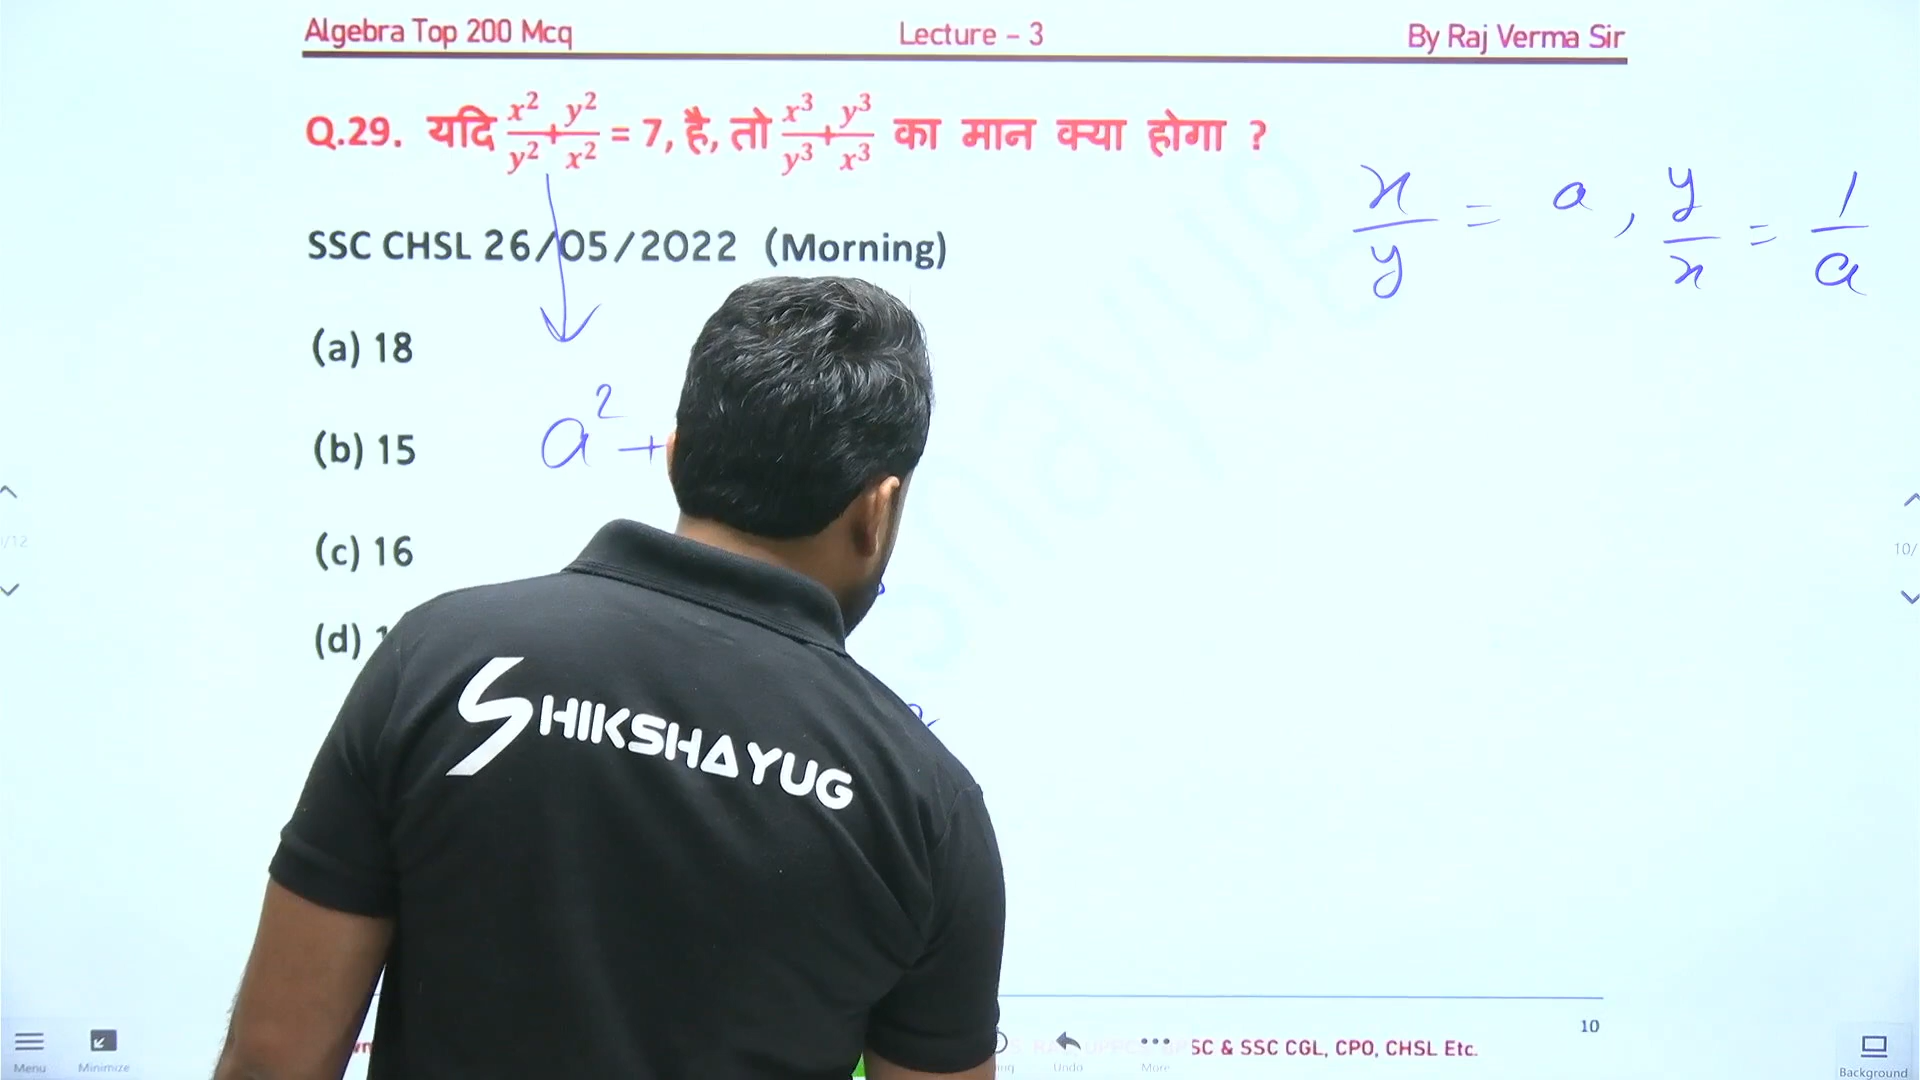 Algebra Top 200 Mcq Lecture - 3 By Raj Verma Sir
Q.29. यदि x²/y² + y²/x² = 7, है, तो x³/y³ + y³/x³ का मान क्या होगा ?
x/y = a, y/x = 1/a
SSC CHSL 26/05/2022 (Morning)
(a) 18
(b) 15
a² +
(c) 16
(d)
SHIKSHAYUG
10
SC & SSC CGL, CPO, CHSL Etc.
Menu Minimize Undo More Background